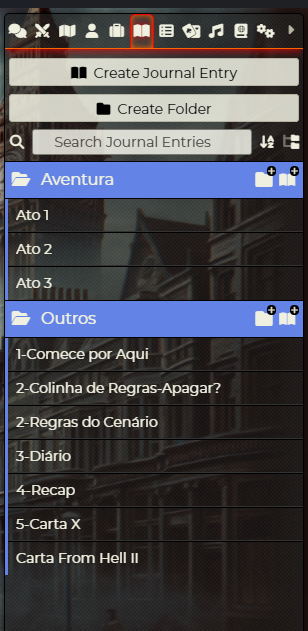 Create Journal Entry
Create Folder
Search Journal Entries
Aventura
Ato 1
Ato 2
Ato 3
Outros
1-Comece por Aqui
2-Colinha de Regras-Apagar?
2-Regras do Cenário
3-Diário
4-Recap
5-Carta X
Carta From Hell II